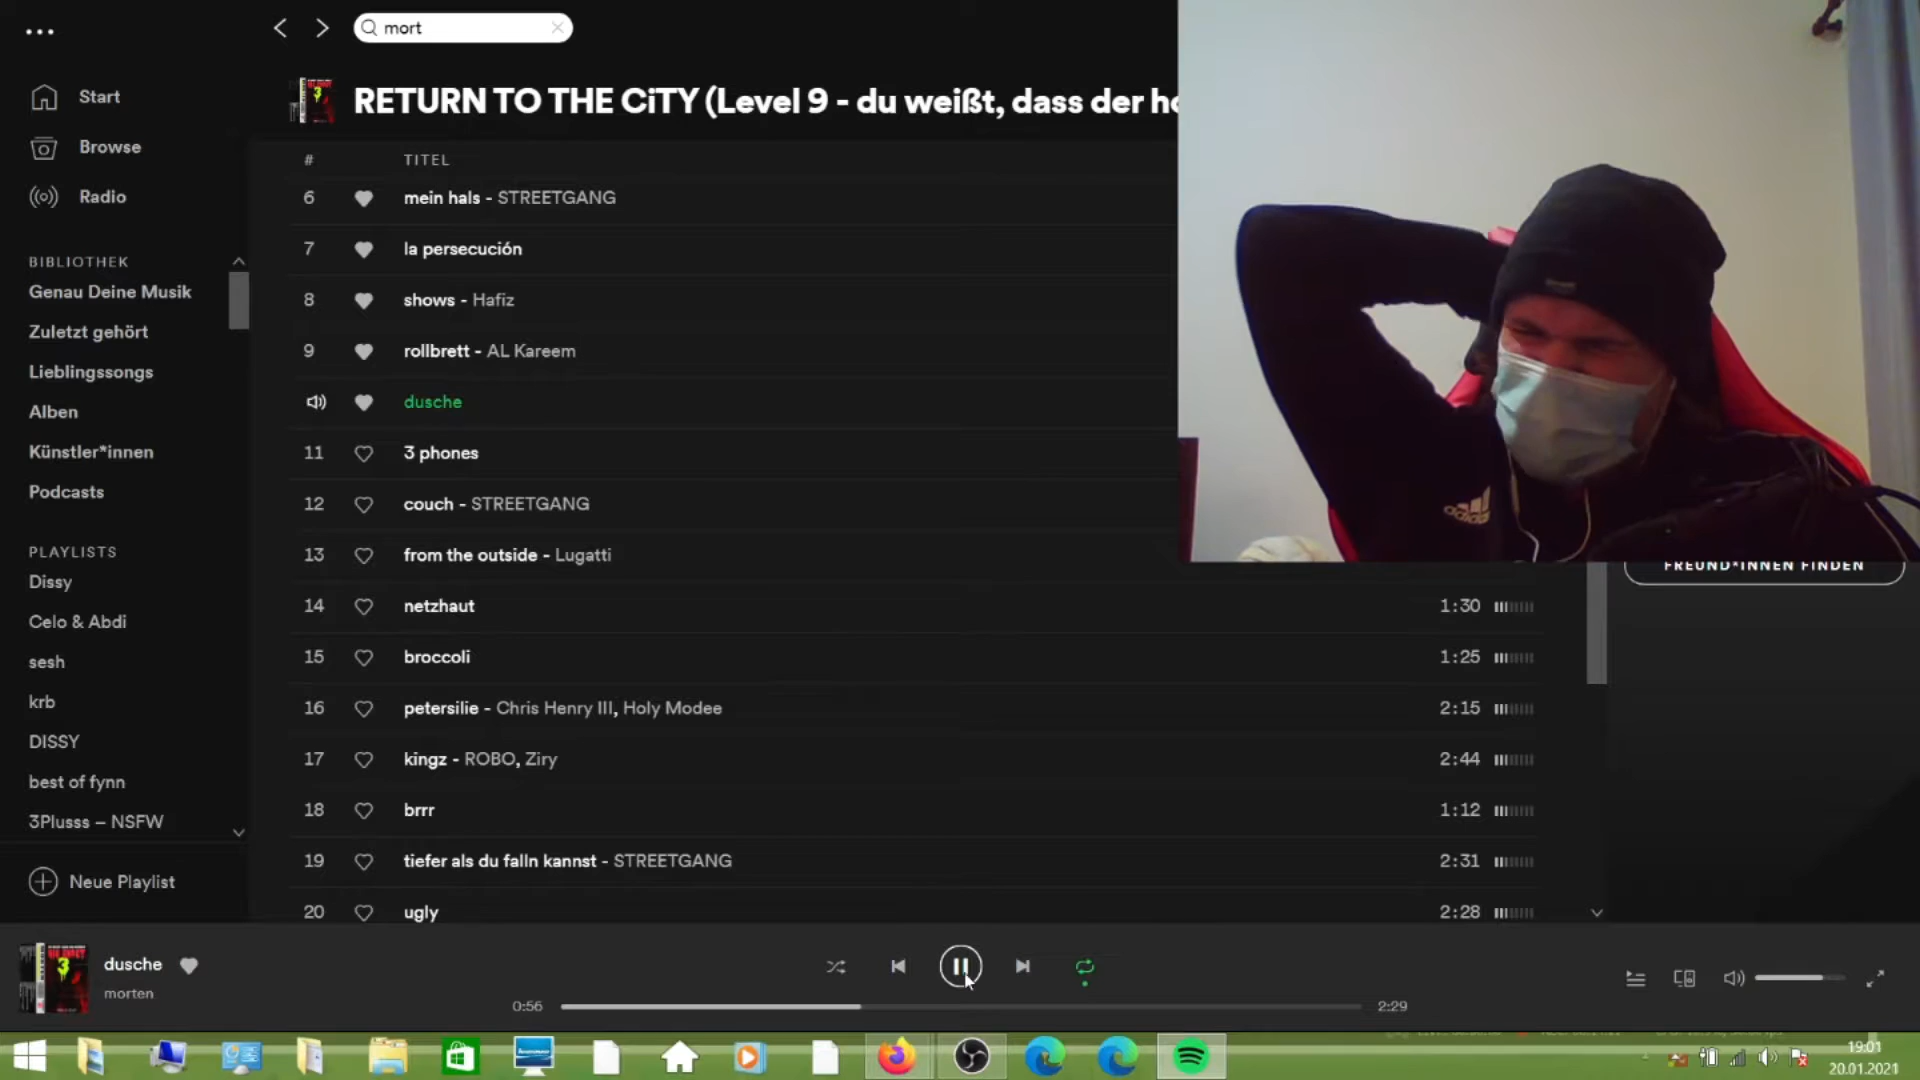 mort
RETURN TO THE CiTY (Level 9 - du weißt, dass der ho
Start
Browse
Radio
BIBLIOTHEK
Genau Deine Musik
Zuletzt gehört
Lieblingssongs
Alben
Künstler*innen
Podcasts
PLAYLISTS
Dissy
Celo & Abdi
sesh
krb
DISSY
best of fynn
3Plusss – NSFW
Neue Playlist
# TITEL
6 mein hals - STREETGANG
7 la persecución
8 shows - Hafiz
9 rollbrett - AL Kareem
dusche
11 3 phones
12 couch - STREETGANG
13 from the outside - Lugatti
14 netzhaut 1:30
15 broccoli 1:25
16 petersilie - Chris Henry III, Holy Modee 2:15
17 kingz - ROBO, Ziry 2:44
18 brrr 1:12
19 tiefer als du falln kannst - STREETGANG 2:31
20 ugly 2:28
adidas
FREUND*INNEN FINDEN
dusche
morten
0:56 2:29
19:01
20.01.2021